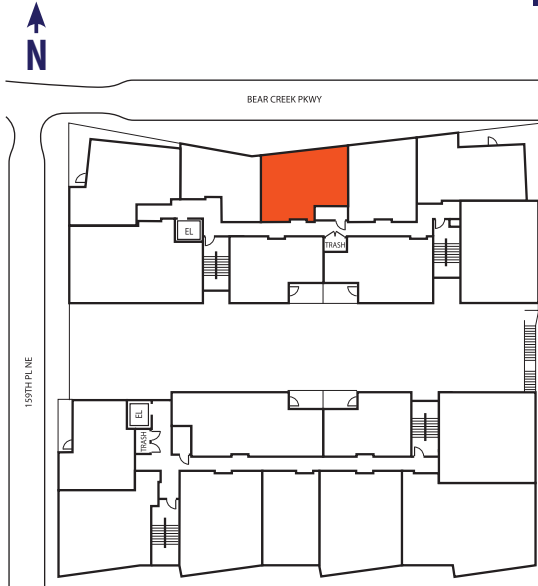 N
BEAR CREEK PKWY
EL
TRASH
159TH PL NE
EL
TRASH